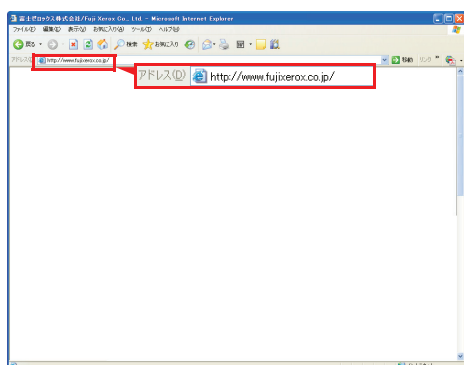 富士ゼロックス株式会社/Fuji Xerox Co., Ltd. - Microsoft Internet Explorer
ファイル(F) 編集(E) 表示(V) お気に入り(A) ツール(T) ヘルプ(H)
戻る 検索 お気に入り
アドレス(D) http://www.fujixerox.co.jp/ 移動 リンク »
アドレス(D) http://www.fujixerox.co.jp/